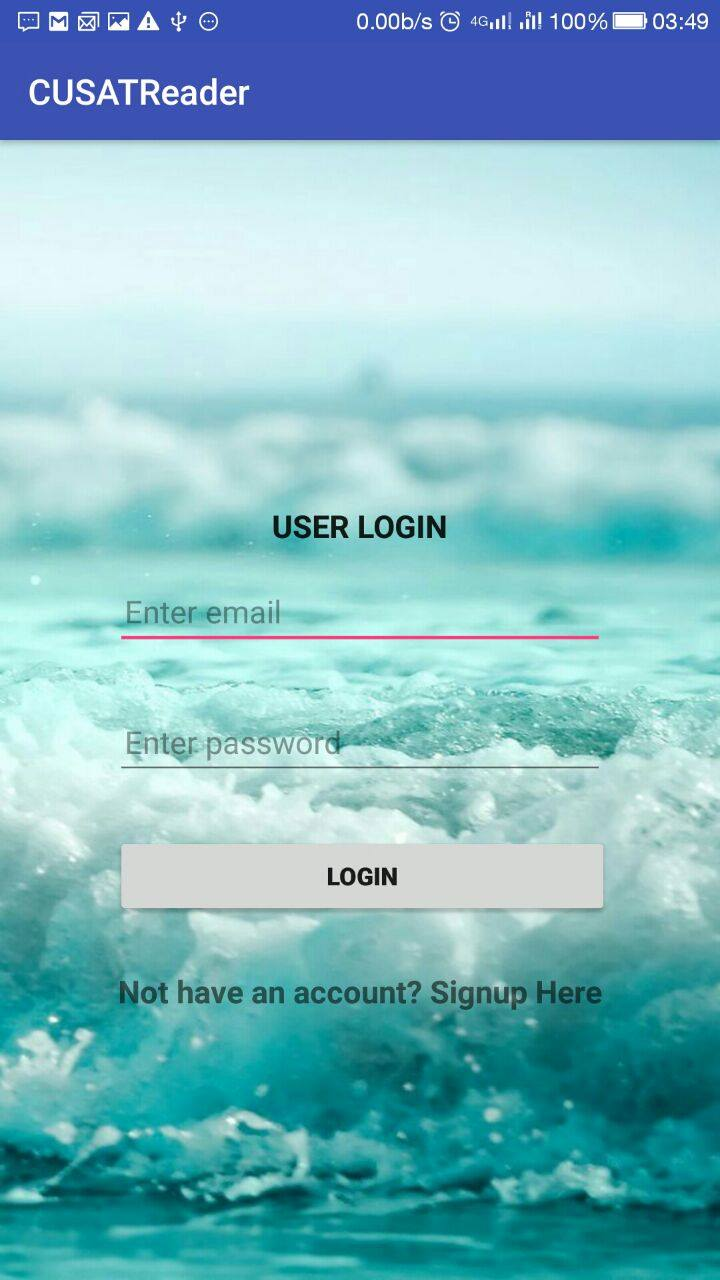 0.00b/s 4G R 100% 03:49
CUSATReader
USER LOGIN
Enter email
Enter password
LOGIN
Not have an account? Signup Here